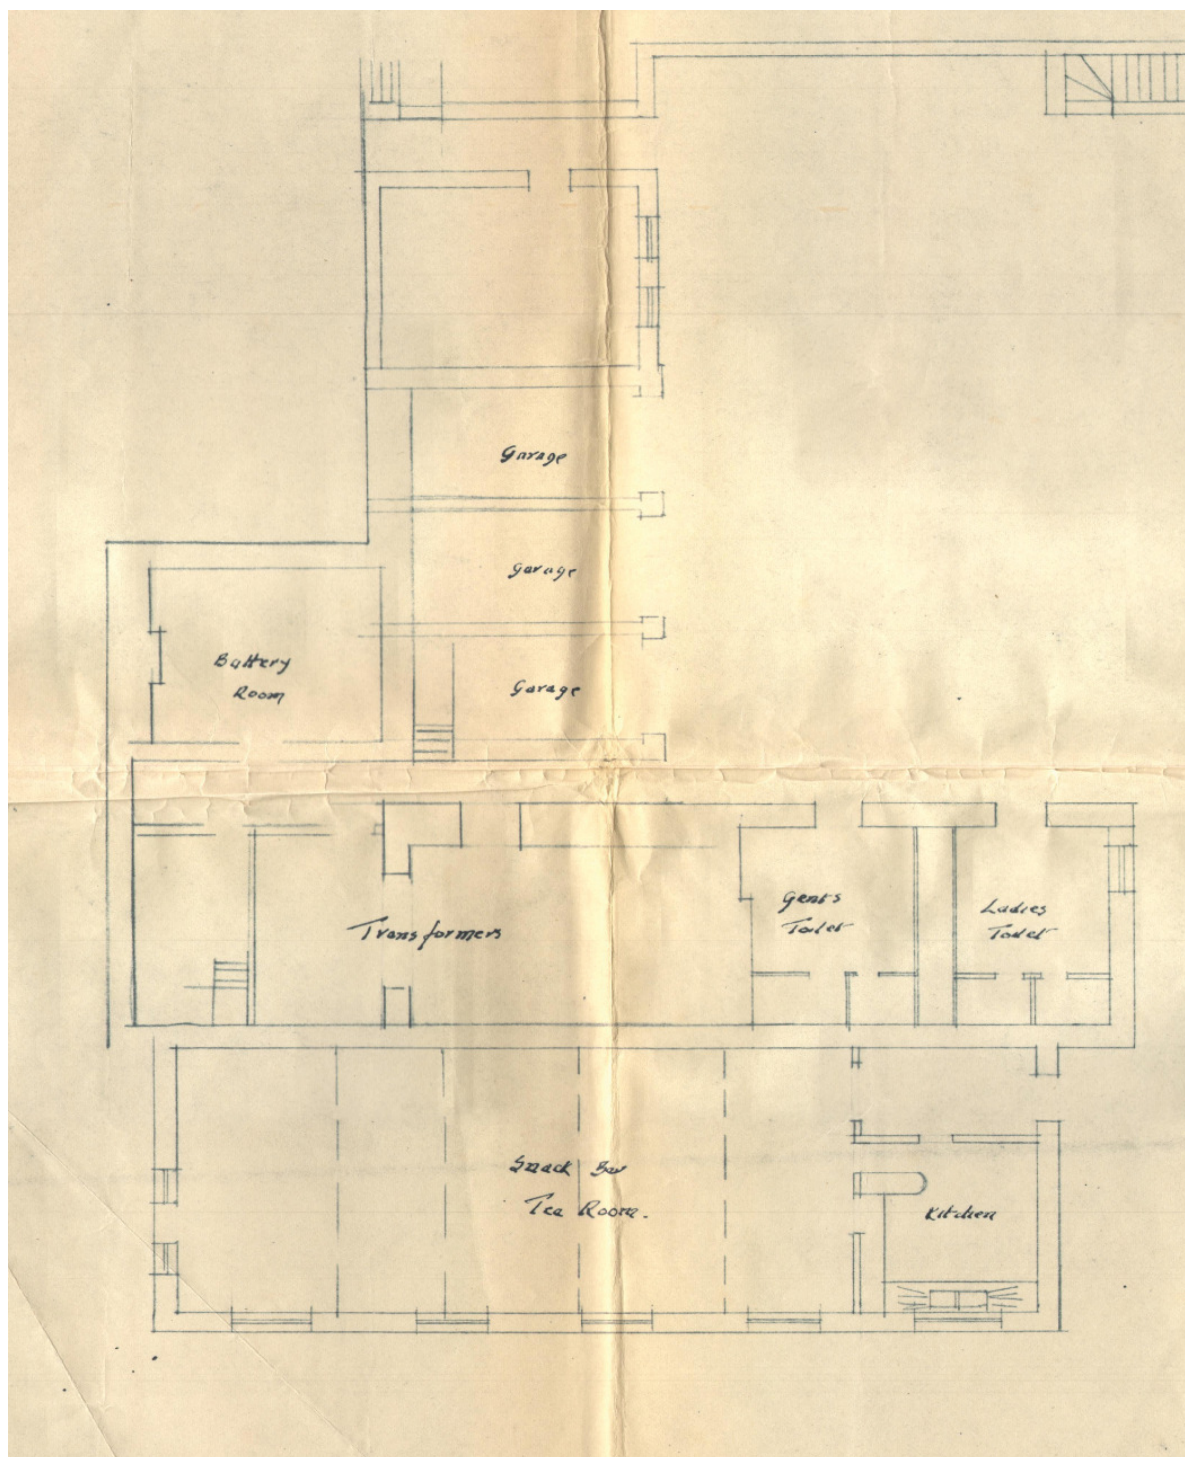 Garage
Garage
Battery
Room
Garage
Gents
Toilet
Ladies
Toilet
Transformers
Snack Bar
Tea Room.
Kitchen